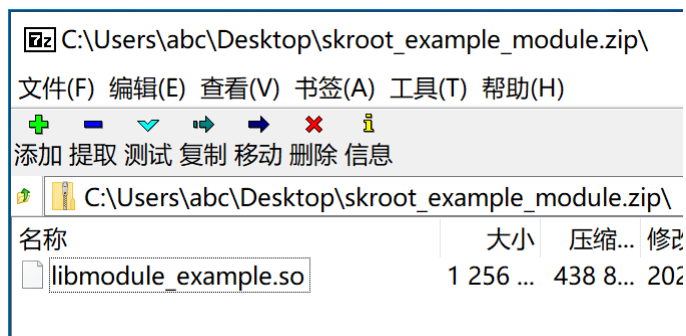 7z C:\Users\abc\Desktop\skroot_example_module.zip\
文件(F) 编辑(E) 查看(V) 书签(A) 工具(T) 帮助(H)
添加 提取 测试 复制 移动 删除 信息
C:\Users\abc\Desktop\skroot_example_module.zip\
名称 大小 压缩... 修改
libmodule_example.so 1 256 ... 438 8... 202